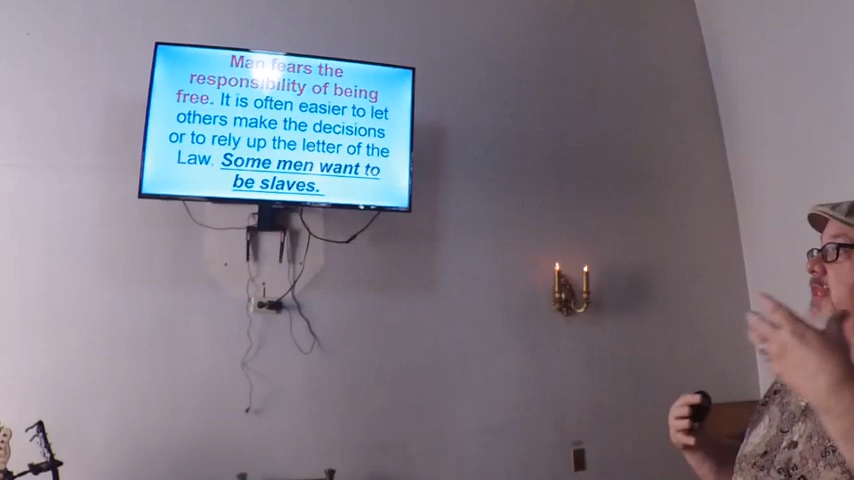 Man fears the
responsibility of being
free. It is often easier to let
others make the decisions
or to rely up the letter of the
Law. Some men want to
be slaves.